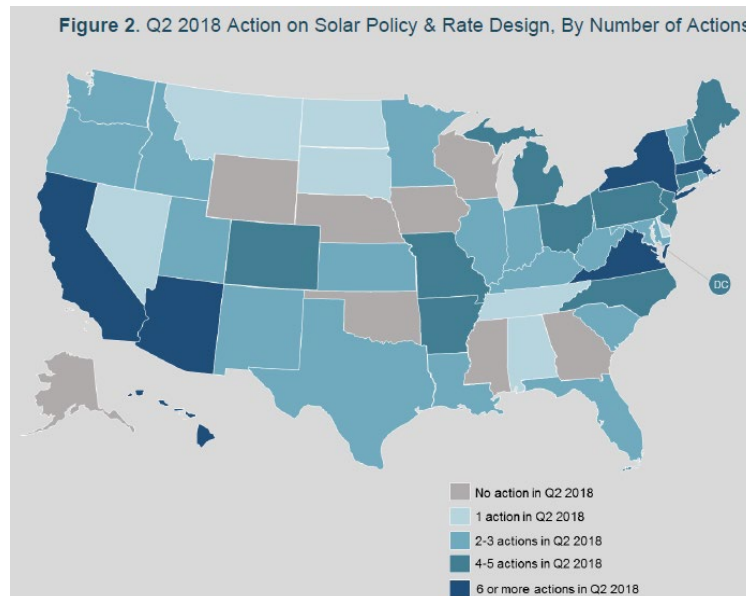 Figure 2. Q2 2018 Action on Solar Policy & Rate Design, By Number of Actions
DC
No action in Q2 2018
1 action in Q2 2018
2-3 actions in Q2 2018
4-5 actions in Q2 2018
6 or more actions in Q2 2018